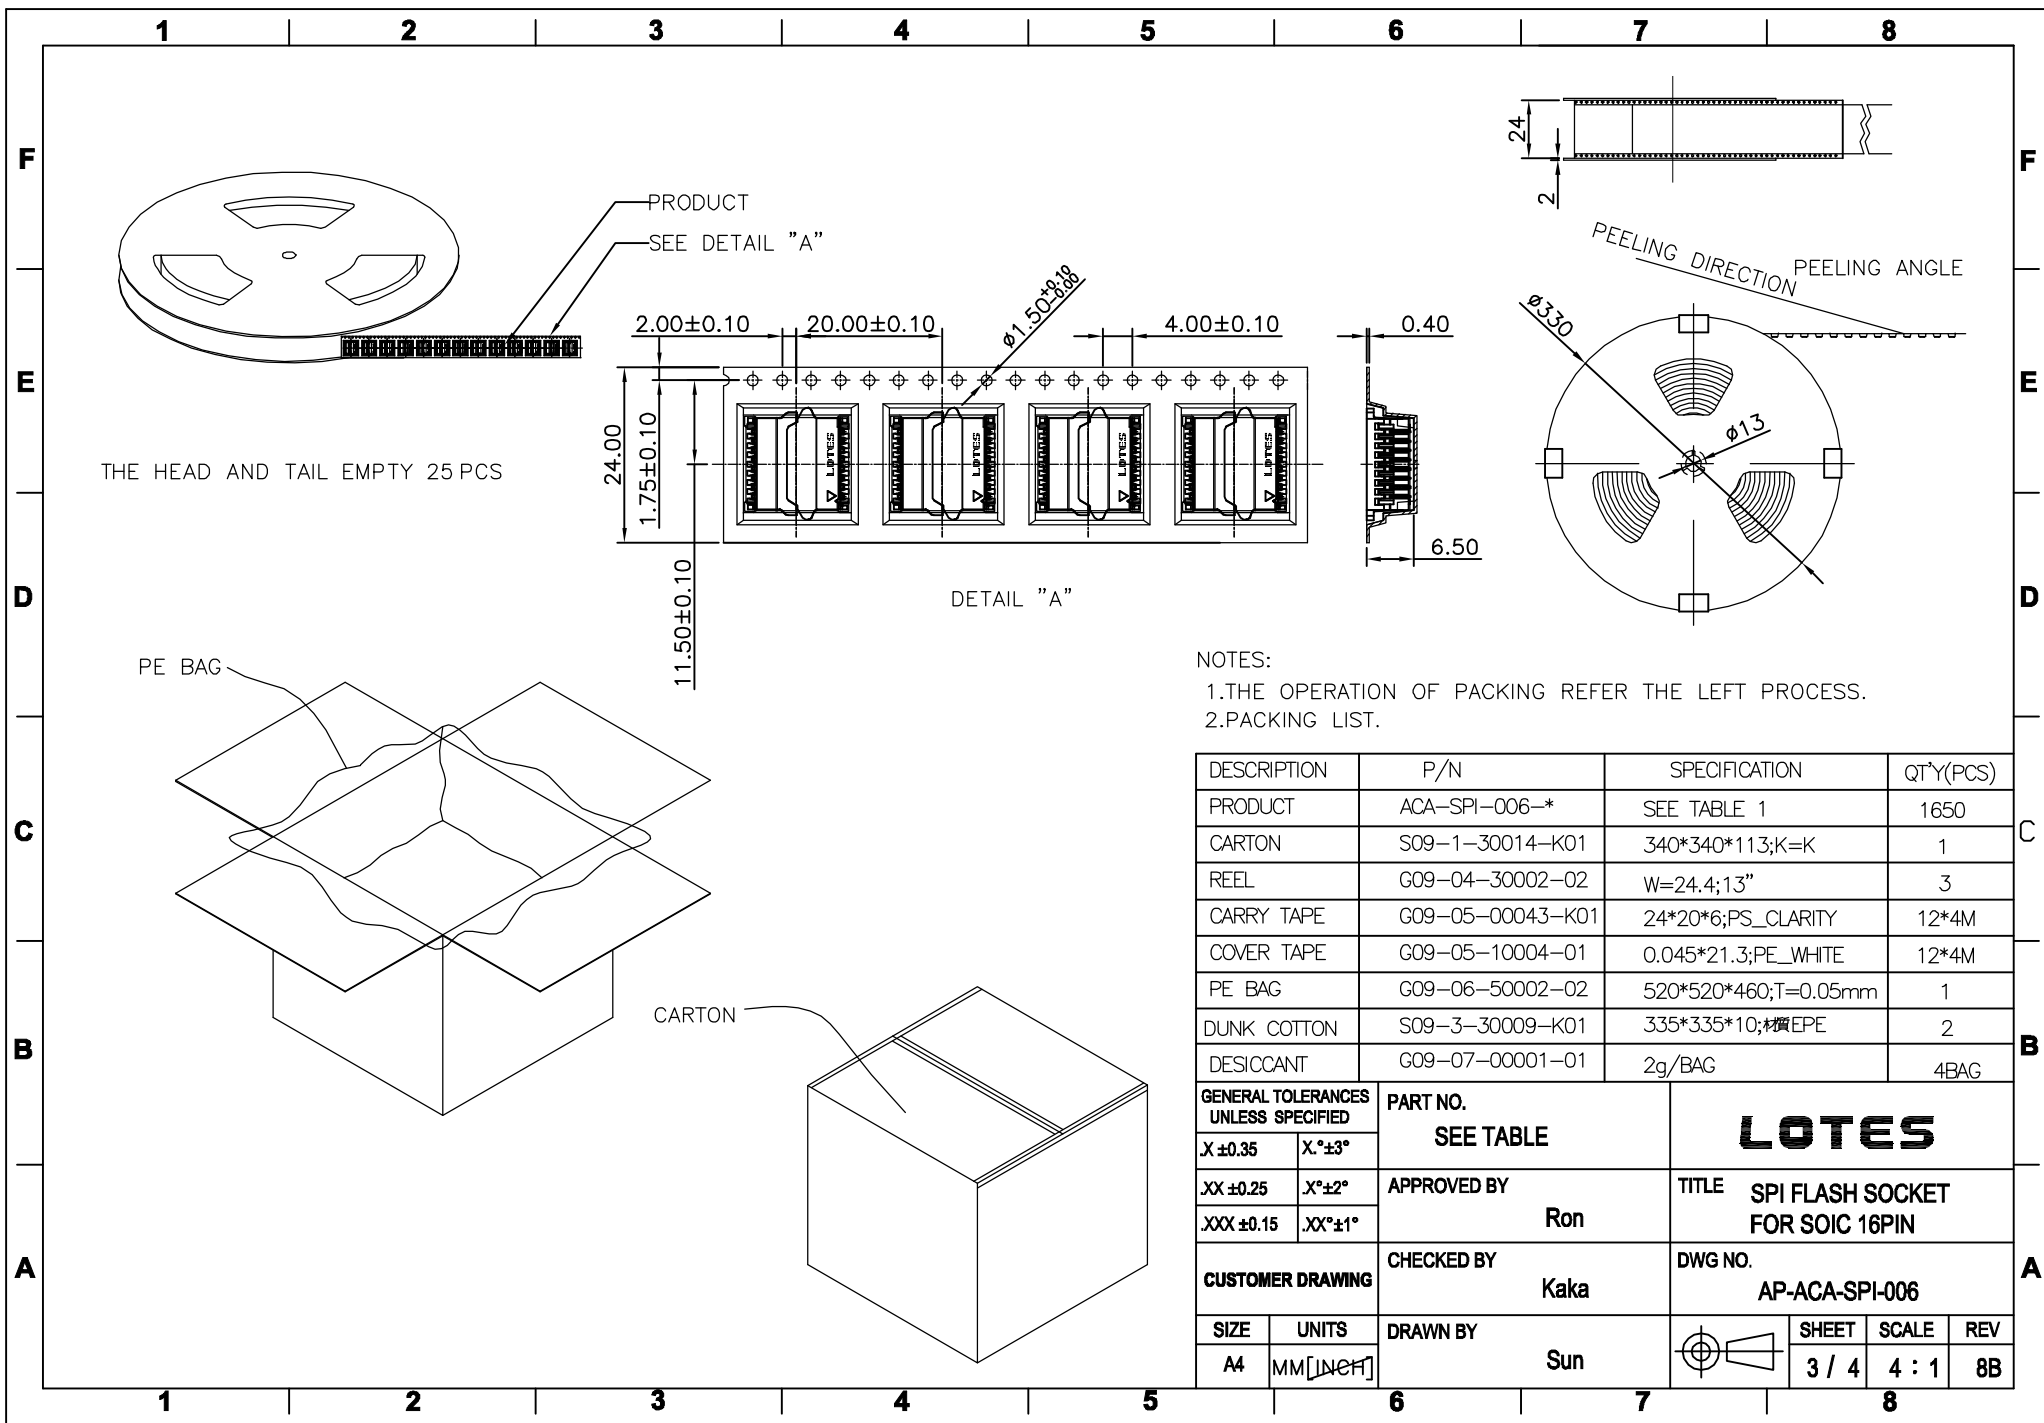 1 2 3 4 5 6 7 8
F
F
E
E
D
D
C
C
B
B
A
A
PRODUCT
SEE DETAIL "A"
THE HEAD AND TAIL EMPTY 25 PCS
2.00±0.10
20.00±0.10
ø1.50+0.10-0.00
4.00±0.10
0.40
24.00
1.75±0.10
11.50±0.10
LOTES
LOTES
LOTES
LOTES
6.50
DETAIL "A"
24
2
PEELING DIRECTION
PEELING ANGLE
ø330
ø13
PE BAG
CARTON
NOTES:
1.THE OPERATION OF PACKING REFER THE LEFT PROCESS.
2.PACKING LIST.
DESCRIPTION P/N SPECIFICATION QT'Y(PCS)
PRODUCT ACA-SPI-006-* SEE TABLE 1 1650
CARTON S09-1-30014-K01 340*340*113;K=K 1
REEL G09-04-30002-02 W=24.4;13" 3
CARRY TAPE G09-05-00043-K01 24*20*6;PS_CLARITY 12*4M
COVER TAPE G09-05-10004-01 0.045*21.3;PE_WHITE 12*4M
PE BAG G09-06-50002-02 520*520*460;T=0.05mm 1
DUNK COTTON S09-3-30009-K01 335*335*10;材質EPE 2
DESICCANT G09-07-00001-01 2g/BAG 4BAG
GENERAL TOLERANCES
UNLESS SPECIFIED
.X ±0.35 X.°±3°
.XX ±0.25 .X°±2°
.XXX ±0.15 .XX°±1°
CUSTOMER DRAWING
SIZE UNITS
A4 MM[INCH]
PART NO.
SEE TABLE
APPROVED BY
Ron
CHECKED BY
Kaka
DRAWN BY
Sun
LOTES
TITLE SPI FLASH SOCKET
FOR SOIC 16PIN
DWG NO.
AP-ACA-SPI-006
SHEET SCALE REV
3 / 4 4 : 1 8B
1 2 3 4 5 6 7 8